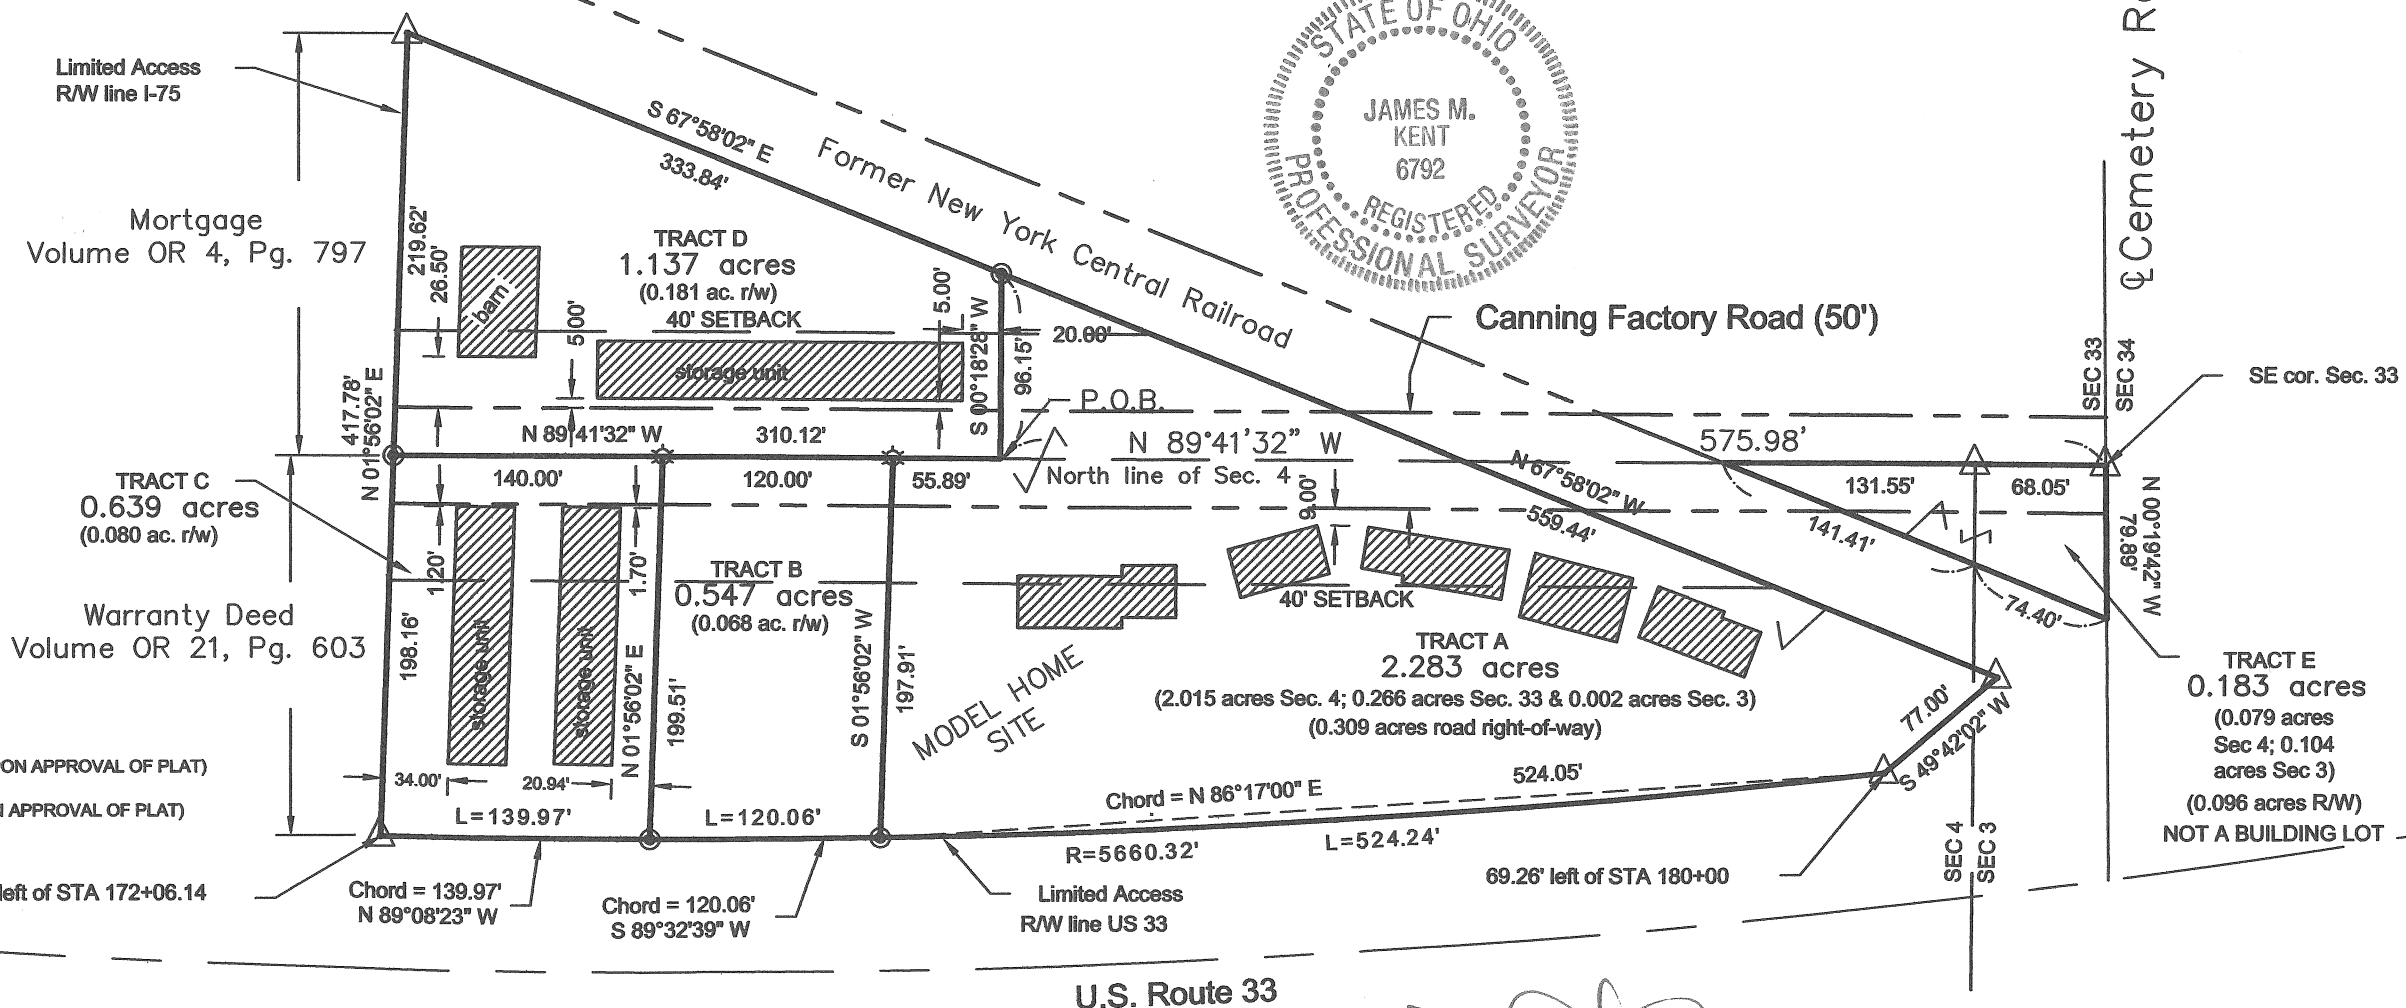 STATE OF OHIO
JAMES M.
KENT
6792
REGISTERED
PROFESSIONAL SURVEYOR
℄ Cemetery
Limited Access
R/W line I-75
S 67°58'02" E
333.84'
Former New York Central Railroad
Mortgage
Volume OR 4, Pg. 797
219.62'
26.50'
barn
TRACT D
1.137 acres
(0.181 ac. r/w)
40' SETBACK
5.00'
5.00'
storage unit
S 00°18'28" W
96.15'
20.00'
Canning Factory Road (50')
SEC 33
SEC 34
SE cor. Sec. 33
417.78'
N 01°56'02" E
N 89°41'32" W
310.12'
P.O.B.
N 89°41'32" W
575.98'
North line of Sec. 4
TRACT C
0.639 acres
(0.080 ac. r/w)
140.00'
120.00'
55.89'
N 67°58'02" W
559.44'
9.00'
131.55'
68.05'
141.41'
74.40'
N 00°19'42" W
79.89'
Warranty Deed
Volume OR 21, Pg. 603
198.16'
120'
storage unit
storage unit
1.70'
N 01°56'02" E
199.51'
TRACT B
0.547 acres
(0.068 ac. r/w)
S 01°56'02" W
197.91'
MODEL HOME
SITE
40' SETBACK
TRACT A
2.283 acres
(2.015 acres Sec. 4; 0.266 acres Sec. 33 & 0.002 acres Sec. 3)
(0.309 acres road right-of-way)
77.00'
S 49°42'02" W
TRACT E
0.183 acres
(0.079 acres
Sec 4; 0.104
acres Sec 3)
(0.096 acres R/W)
NOT A BUILDING LOT
ON APPROVAL OF PLAT)
APPROVAL OF PLAT)
34.00'
20.94'
L=139.97'
L=120.06'
Chord = N 86°17'00" E
524.05'
R=5660.32'
L=524.24'
SEC 4
SEC 3
left of STA 172+06.14
Chord = 139.97'
N 89°08'23" W
Chord = 120.06'
S 89°32'39" W
Limited Access
R/W line US 33
69.26' left of STA 180+00
U.S. Route 33